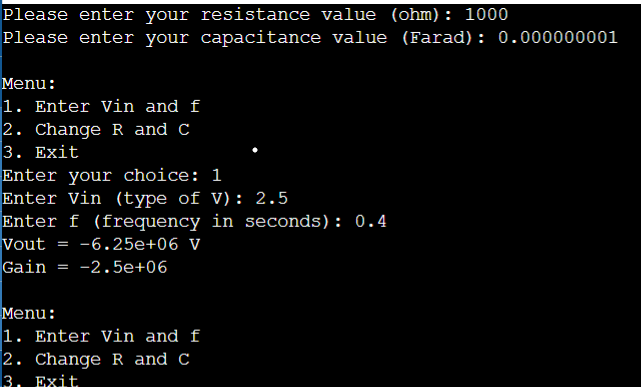 Please enter your resistance value (ohm): 1000
Please enter your capacitance value (Farad): 0.000000001
Menu:
1. Enter Vin and f
2. Change R and C
3. Exit
Enter your choice: 1
Enter Vin (type of V): 2.5
Enter f (frequency in seconds): 0.4
Vout = -6.25e+06 V
Gain = -2.5e+06
Menu:
1. Enter Vin and f
2. Change R and C
3. Exit